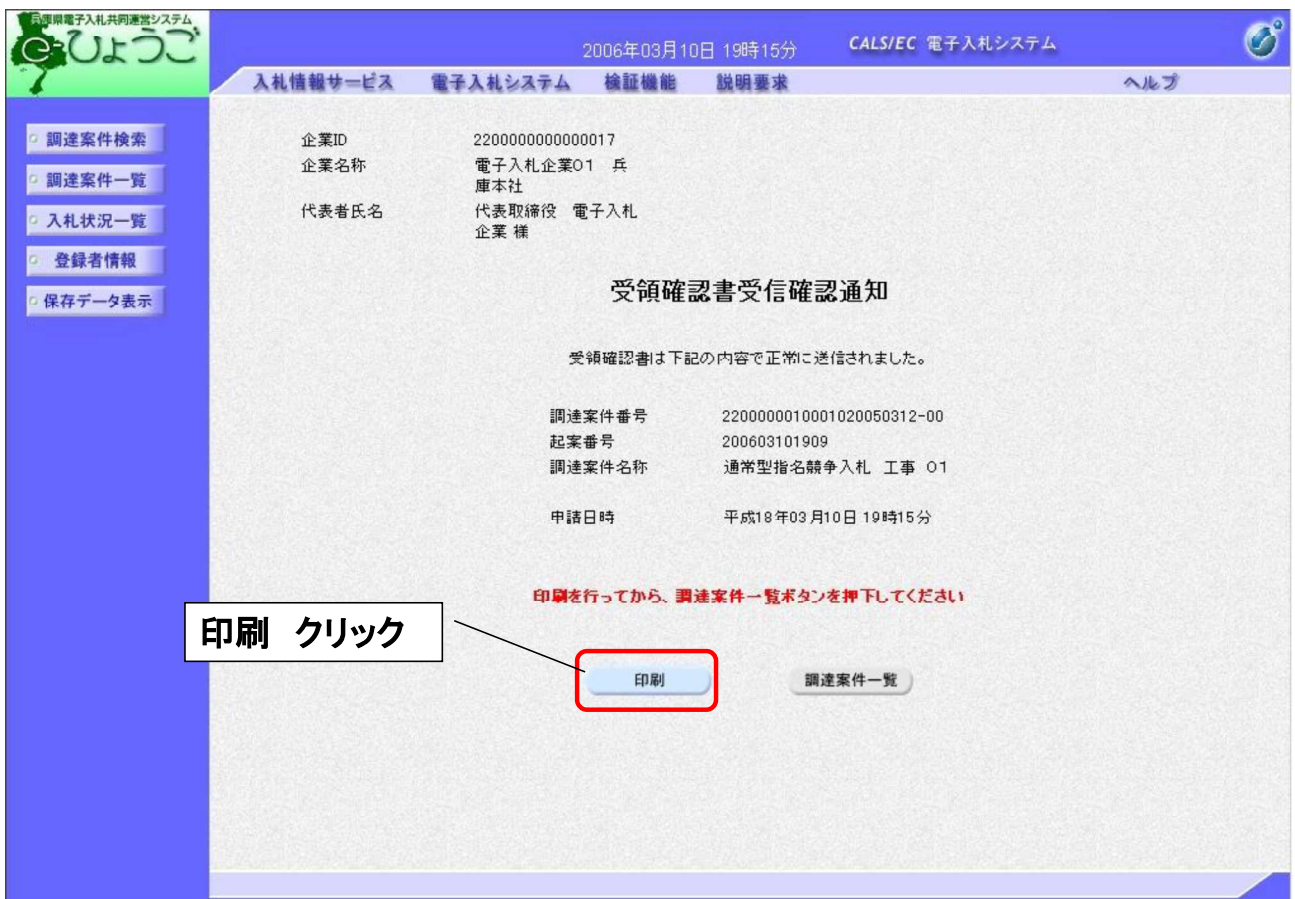 兵庫県電子入札共同運営システム
e-ひょうご
2006年03月10日 19時15分
CALS/EC 電子入札システム
入札情報サービス 電子入札システム 検証機能 説明要求 ヘルプ
調達案件検索
調達案件一覧
入札状況一覧
登録者情報
保存データ表示
企業ID 2200000000000017
企業名称 電子入札企業01 兵
庫本社
代表者氏名 代表取締役 電子入札
企業 様
受領確認書受信確認通知
受領確認書は下記の内容で正常に送信されました。
調達案件番号 2200000010001020050312-00
起案番号 200603101909
調達案件名称 通常型指名競争入札 工事 01
申請日時 平成18年03月10日 19時15分
印刷を行ってから、調達案件一覧ボタンを押下してください
印刷 クリック
印刷
調達案件一覧